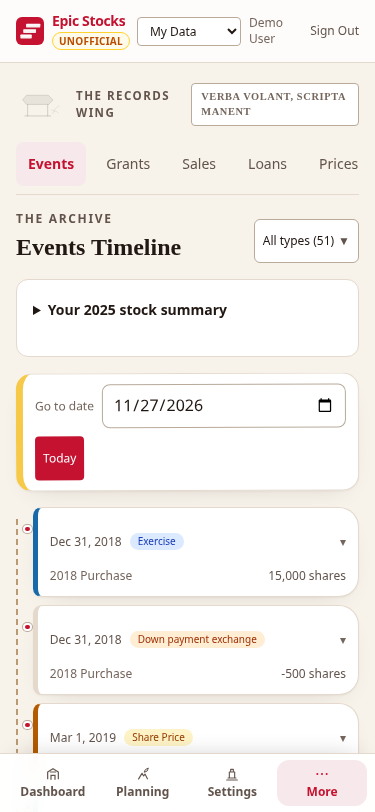 Epic Stocks
UNOFFICIAL
My Data
Demo
User
Sign Out
THE RECORDS
WING
VERBA VOLANT, SCRIPTA
MANENT
Events
Grants
Sales
Loans
Prices
THE ARCHIVE
Events Timeline
All types (51) ▼
▶ Your 2025 stock summary
Go to date
11/27/2026
Today
Dec 31, 2018 Exercise ▾
2018 Purchase 15,000 shares
Dec 31, 2018 Down payment exchange ▾
2018 Purchase -500 shares
Mar 1, 2019 Share Price ▾
Dashboard
Planning
Settings
More